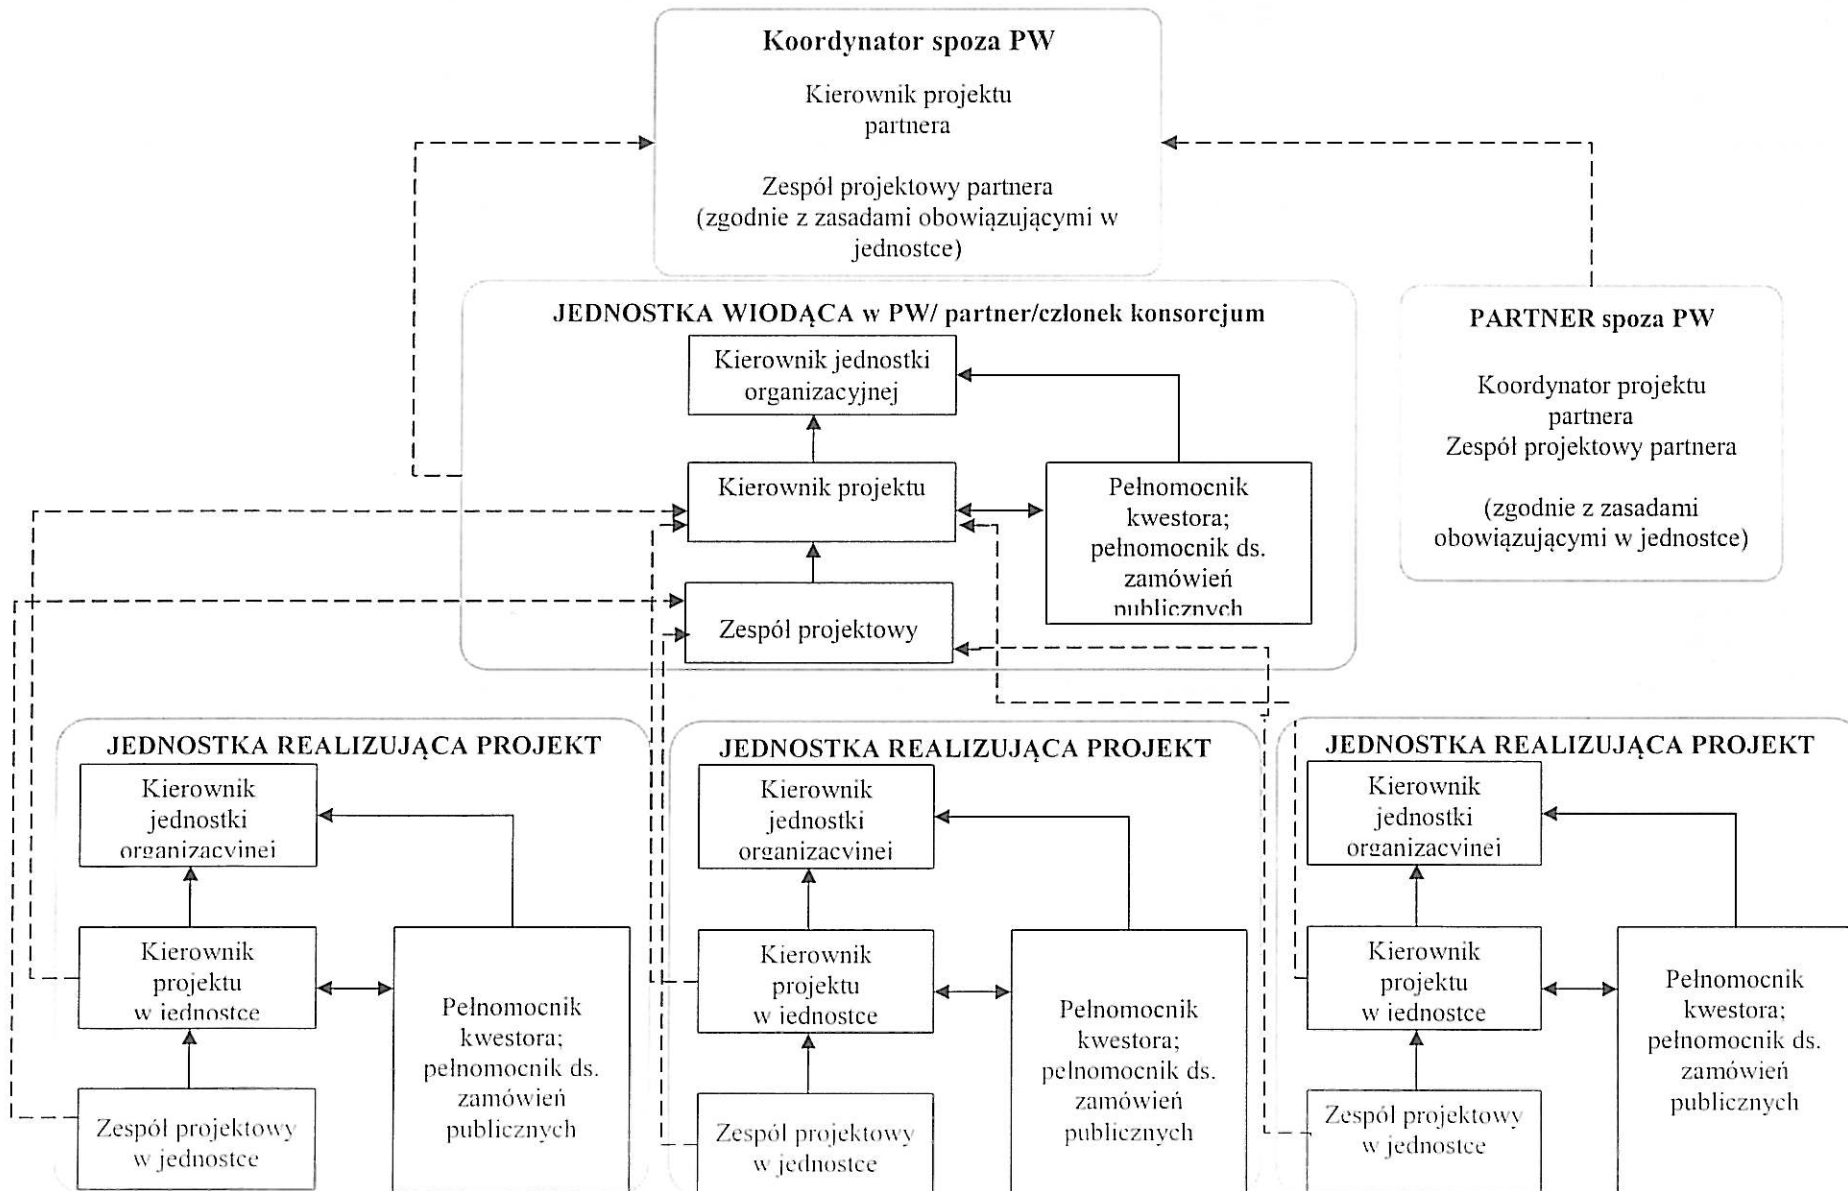 Koordynator spoza PW
Kierownik projektu
partnera
Zespół projektowy partnera
(zgodnie z zasadami obowiązującymi w
jednostce)
JEDNOSTKA WIODĄCA w PW/ partner/członek konsorcjum
Kierownik jednostki
organizacyjnej
Kierownik projektu
Pełnomocnik
kwestora;
pełnomocnik ds.
zamówień
publicznych
Zespół projektowy
PARTNER spoza PW
Koordynator projektu
partnera
Zespół projektowy partnera
(zgodnie z zasadami
obowiązującymi w jednostce)
JEDNOSTKA REALIZUJĄCA PROJEKT
Kierownik
jednostki
organizacyjnej
Kierownik
projektu
w jednostce
Pełnomocnik
kwestora;
pełnomocnik ds.
zamówień
publicznych
Zespół projektowy
w jednostce
JEDNOSTKA REALIZUJĄCA PROJEKT
Kierownik
jednostki
organizacyjnej
Kierownik
projektu
w jednostce
Pełnomocnik
kwestora;
pełnomocnik ds.
zamówień
publicznych
Zespół projektowy
w jednostce
JEDNOSTKA REALIZUJĄCA PROJEKT
Kierownik
jednostki
organizacyjnej
Kierownik
projektu
w jednostce
Pełnomocnik
kwestora;
pełnomocnik ds.
zamówień
publicznych
Zespół projektowy
w jednostce